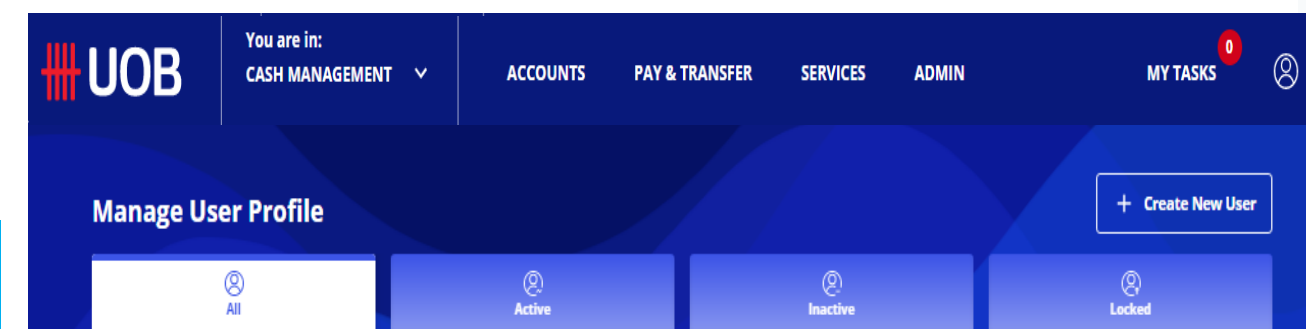 UOB
You are in:
CASH MANAGEMENT
ACCOUNTS
PAY & TRANSFER
SERVICES
ADMIN
MY TASKS
0
Manage User Profile
+ Create New User
All
Active
Inactive
Locked